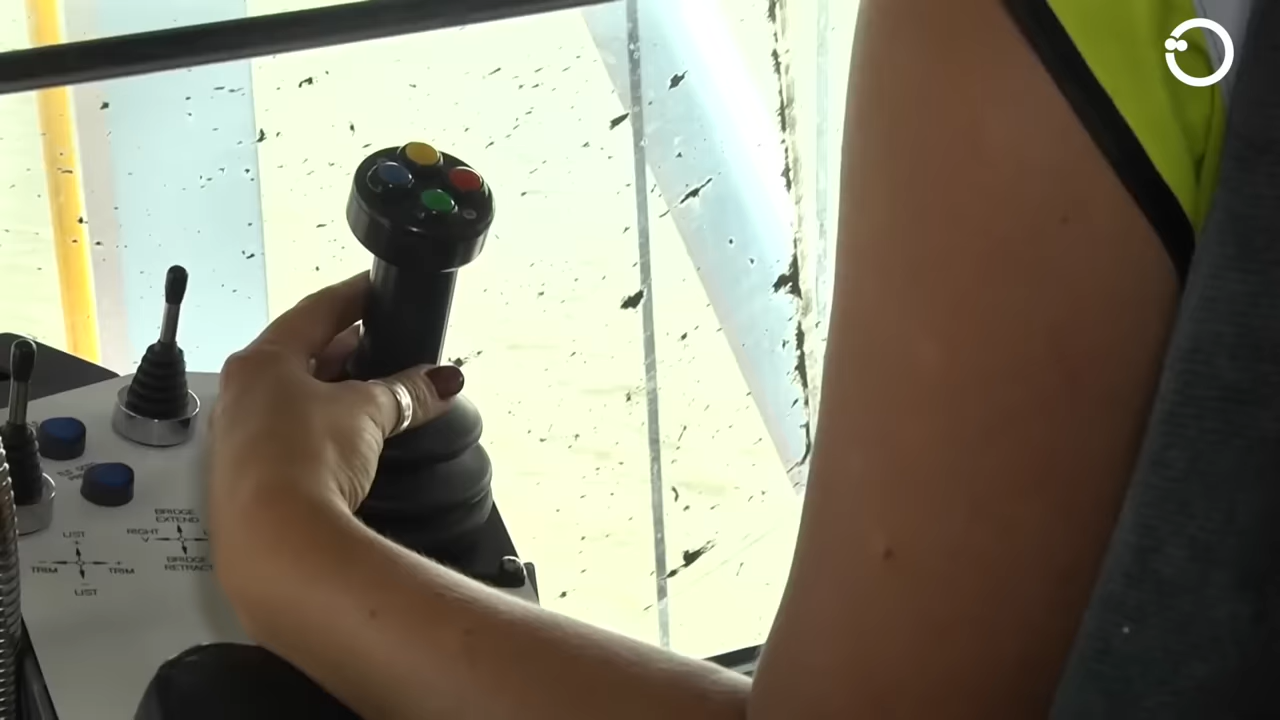 BRIDGE
EXTEND
RIGHT
BRIDGE
RETRACT
LIST
TRIM
TRIM
LIST